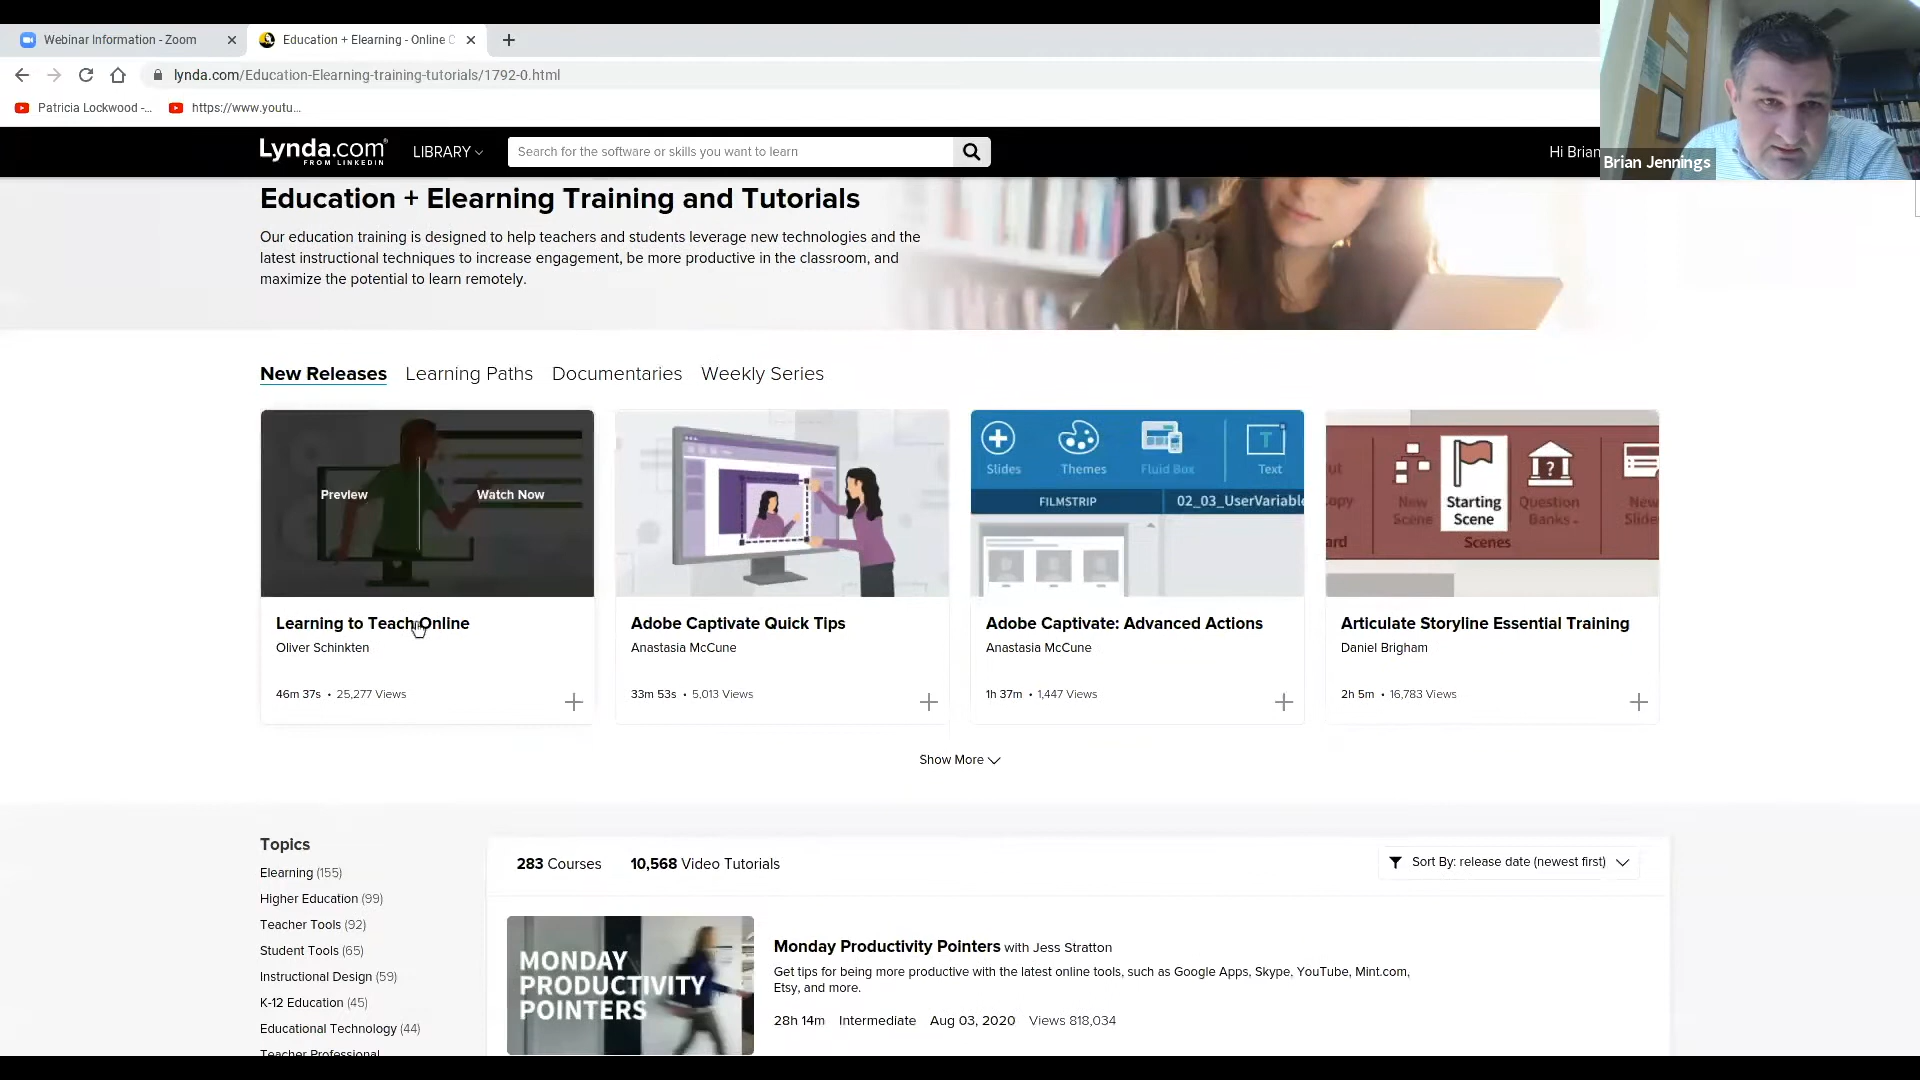 Webinar Information - Zoom
Education + Elearning - Online C
lynda.com/Education-Elearning-training-tutorials/1792-0.html
Patricia Lockwood -...
https://www.youtu...
Lynda.com
FROM LINKEDIN
LIBRARY
Search for the software or skills you want to learn
Hi Brian
Brian Jennings
Education + Elearning Training and Tutorials
Our education training is designed to help teachers and students leverage new technologies and the
latest instructional techniques to increase engagement, be more productive in the classroom, and
maximize the potential to learn remotely.
New Releases
Learning Paths
Documentaries
Weekly Series
Preview
Watch Now
Learning to Teach Online
Oliver Schinkten
46m 37s • 25,277 Views
Adobe Captivate Quick Tips
Anastasia McCune
33m 53s • 5,013 Views
Slides
Themes
Fluid Box
Text
T
FILMSTRIP
02_03_UserVariable
Adobe Captivate: Advanced Actions
Anastasia McCune
1h 37m • 1,447 Views
New
Scene
Starting
Scene
Question
Banks
New
Slide
Scenes
Articulate Storyline Essential Training
Daniel Brigham
2h 5m • 16,783 Views
Show More
Topics
Elearning (155)
Higher Education (99)
Teacher Tools (92)
Student Tools (65)
Instructional Design (59)
K-12 Education (45)
Educational Technology (44)
Teacher Professional
283 Courses
10,568 Video Tutorials
Sort By: release date (newest first)
MONDAY
PRODUCTIVITY
POINTERS
Monday Productivity Pointers with Jess Stratton
Get tips for being more productive with the latest online tools, such as Google Apps, Skype, YouTube, Mint.com,
Etsy, and more.
28h 14m Intermediate Aug 03, 2020 Views 818,034